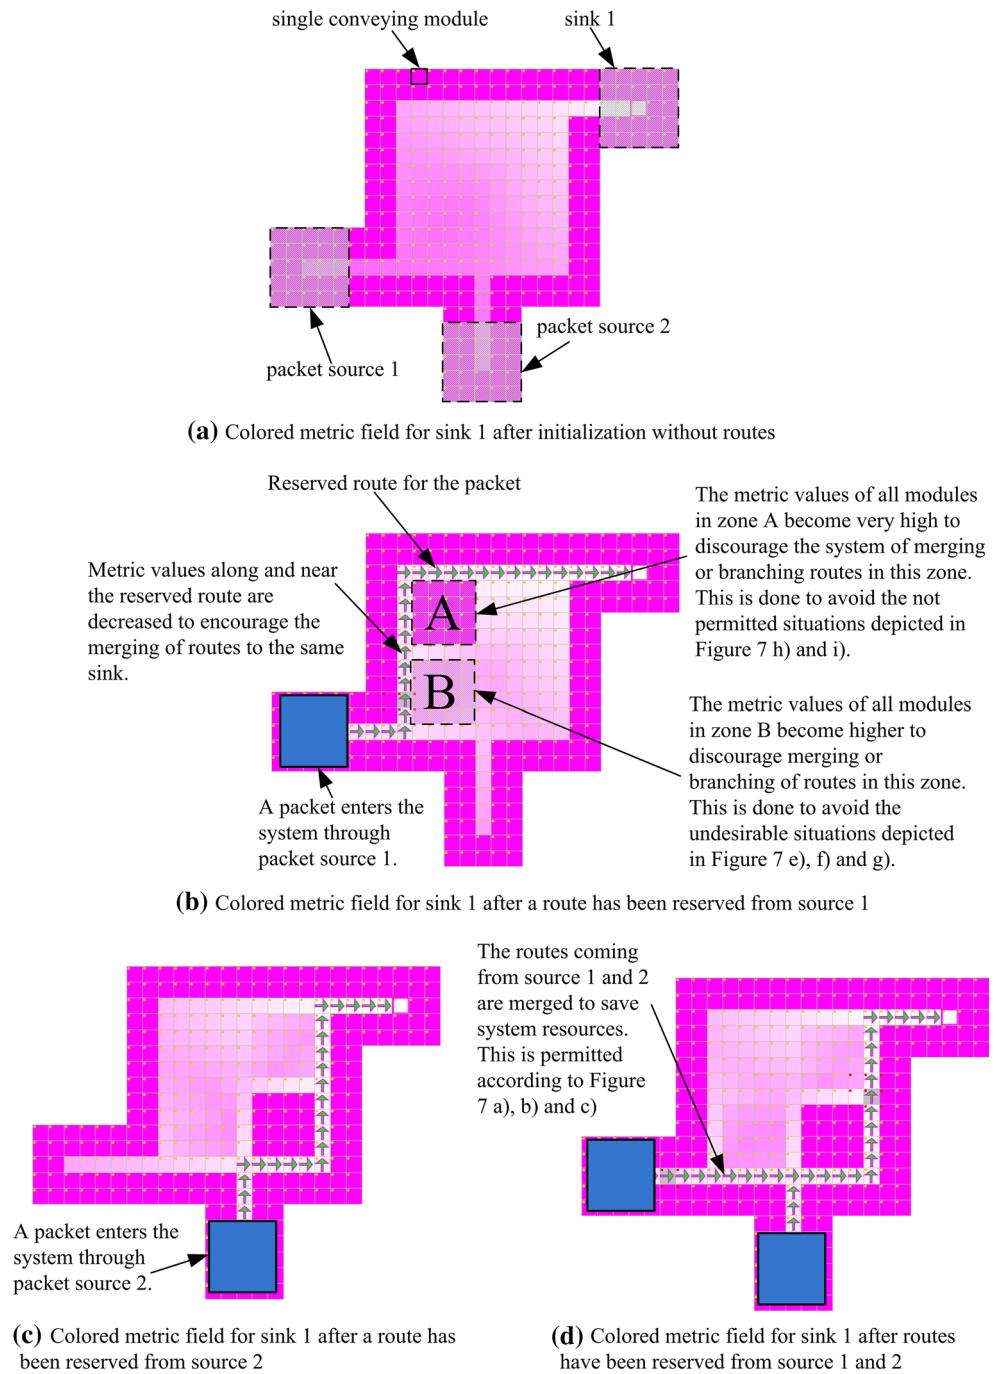 single conveying module
sink 1
packet source 2
packet source 1
(a) Colored metric field for sink 1 after initialization without routes
Reserved route for the packet
Metric values along and near
the reserved route are
decreased to encourage the
merging of routes to the same
sink.
A
B
The metric values of all modules
in zone A become very high to
discourage the system of merging
or branching routes in this zone.
This is done to avoid the not
permitted situations depicted in
Figure 7 h) and i).
The metric values of all modules
in zone B become higher to
discourage merging or
branching of routes in this zone.
This is done to avoid the
undesirable situations depicted
in Figure 7 e), f) and g).
A packet enters the
system through
packet source 1.
(b) Colored metric field for sink 1 after a route has been reserved from source 1
A packet enters the
system through
packet source 2.
(c) Colored metric field for sink 1 after a route has
been reserved from source 2
The routes coming
from source 1 and 2
are merged to save
system resources.
This is permitted
according to Figure
7 a), b) and c)
(d) Colored metric field for sink 1 after routes
have been reserved from source 1 and 2